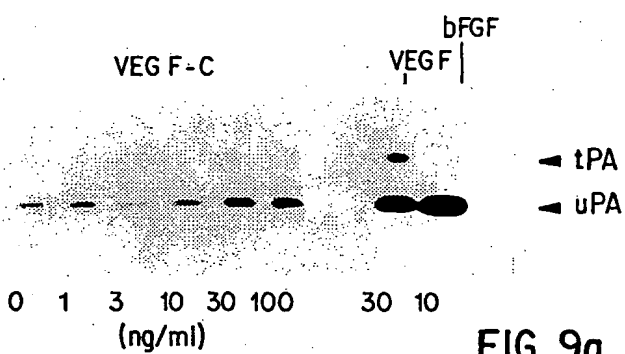 bFGF
VEGF-C
VEGF
tPA
uPA
0 1 3 10 30 100 30 10
(ng/ml)
FIG. 9a